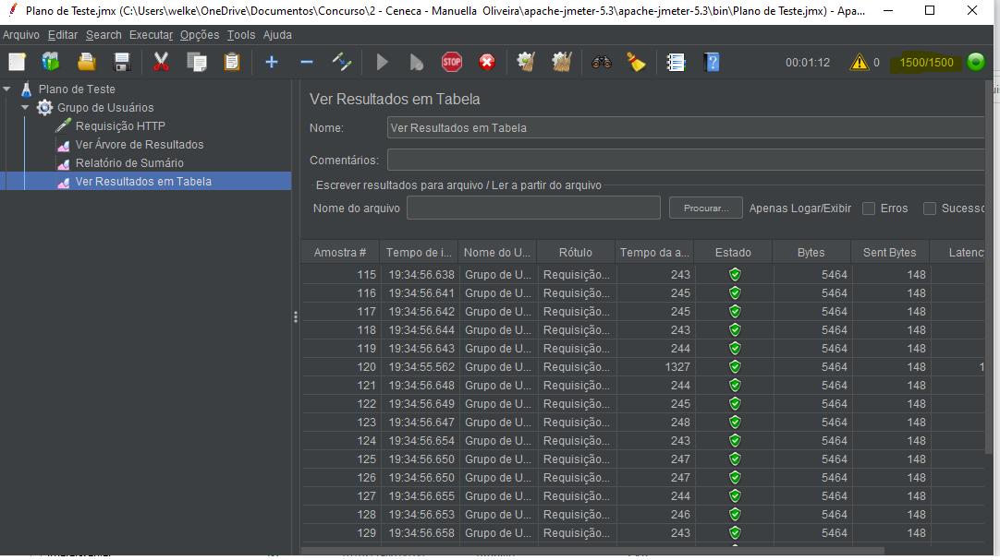 Plano de Teste.jmx (C:\Users\welke\OneDrive\Documentos\Concurso\2 - Ceneca - Manuella Oliveira\apache-jmeter-5.3\apache-jmeter-5.3\bin\Plano de Teste.jmx) - Apa...
Arquivo Editar Search Executar Opções Tools Ajuda
STOP 00:01:12 0 1500/1500
Plano de Teste
Grupo de Usuários
Requisição HTTP
Ver Árvore de Resultados
Relatório de Sumário
Ver Resultados em Tabela
Ver Resultados em Tabela
Nome: Ver Resultados em Tabela
Comentários:
Escrever resultados para arquivo / Ler a partir do arquivo
Nome do arquivo Procurar... Apenas Logar/Exibir Erros Sucesso
Amostra # Tempo de i... Nome do U... Rótulo Tempo da a... Estado Bytes Sent Bytes Latenc
115 19:34:56.638 Grupo de U... Requisição... 243 5464 148
116 19:34:56.641 Grupo de U... Requisição... 245 5464 148
117 19:34:56.642 Grupo de U... Requisição... 245 5464 148
118 19:34:56.644 Grupo de U... Requisição... 243 5464 148
119 19:34:56.643 Grupo de U... Requisição... 244 5464 148
120 19:34:55.562 Grupo de U... Requisição... 1327 5464 148 1
121 19:34:56.648 Grupo de U... Requisição... 244 5464 148
122 19:34:56.649 Grupo de U... Requisição... 245 5464 148
123 19:34:56.647 Grupo de U... Requisição... 248 5464 148
124 19:34:56.654 Grupo de U... Requisição... 243 5464 148
125 19:34:56.650 Grupo de U... Requisição... 247 5464 148
126 19:34:56.650 Grupo de U... Requisição... 247 5464 148
127 19:34:56.655 Grupo de U... Requisição... 244 5464 148
128 19:34:56.653 Grupo de U... Requisição... 246 5464 148
129 19:34:56.658 Grupo de U... Requisição... 243 5464 148